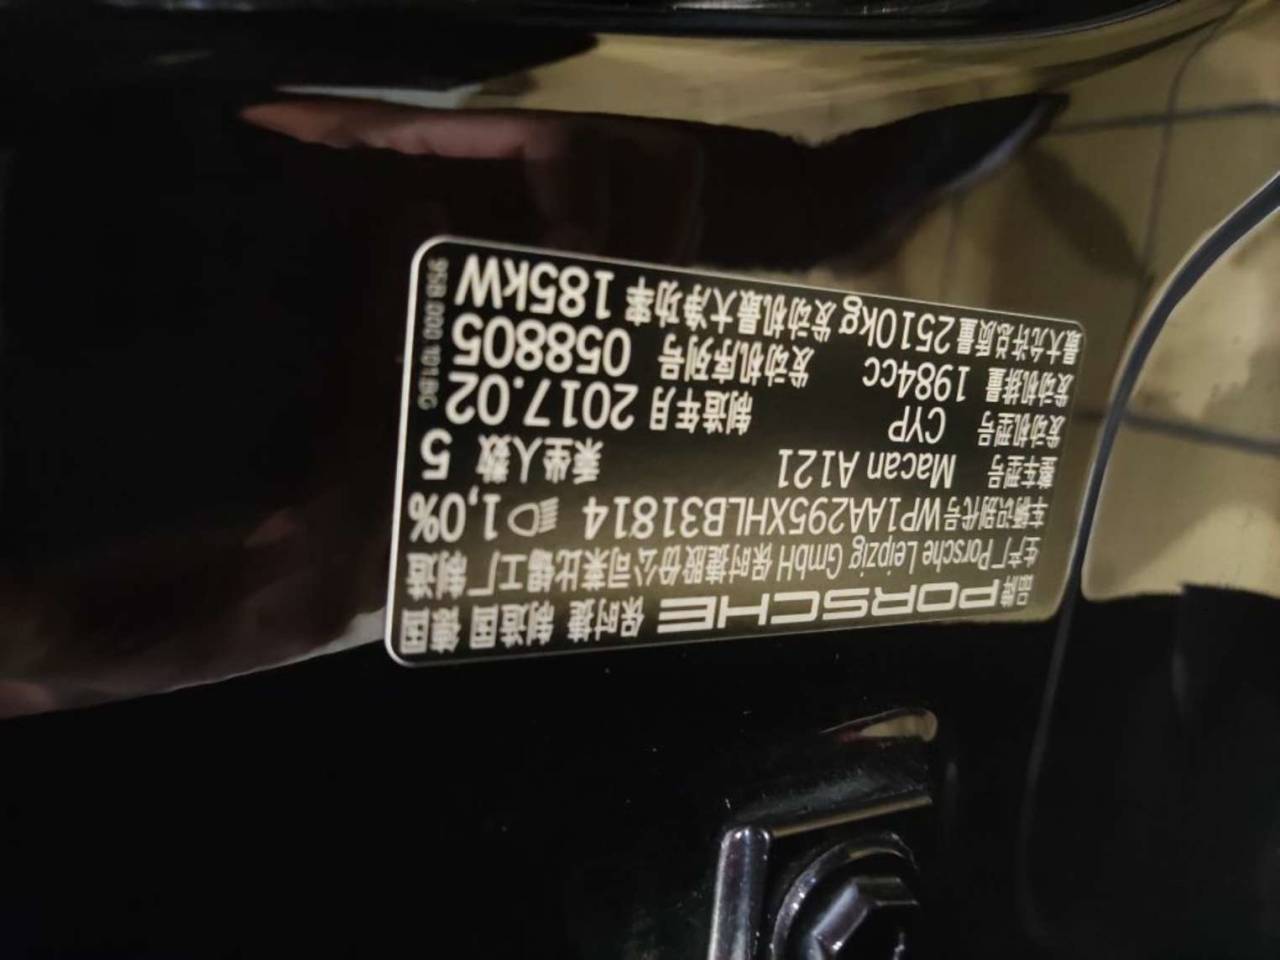 品牌 PORSCHE 保时捷 制造国 德国
生产厂 Porsche Leipzig GmbH 保时捷股份公司莱比锡工厂制造
车辆识别代号 WP1AA295XHLB31814 1,0%
整车型号 Macan A121 乘坐人数 5
发动机型号 CYP 制造年月 2017.02
发动机排量 1984cc 发动机序列号 058805
最大允许总质量 2510kg 发动机最大净功率 185kW
95B 000 101BG